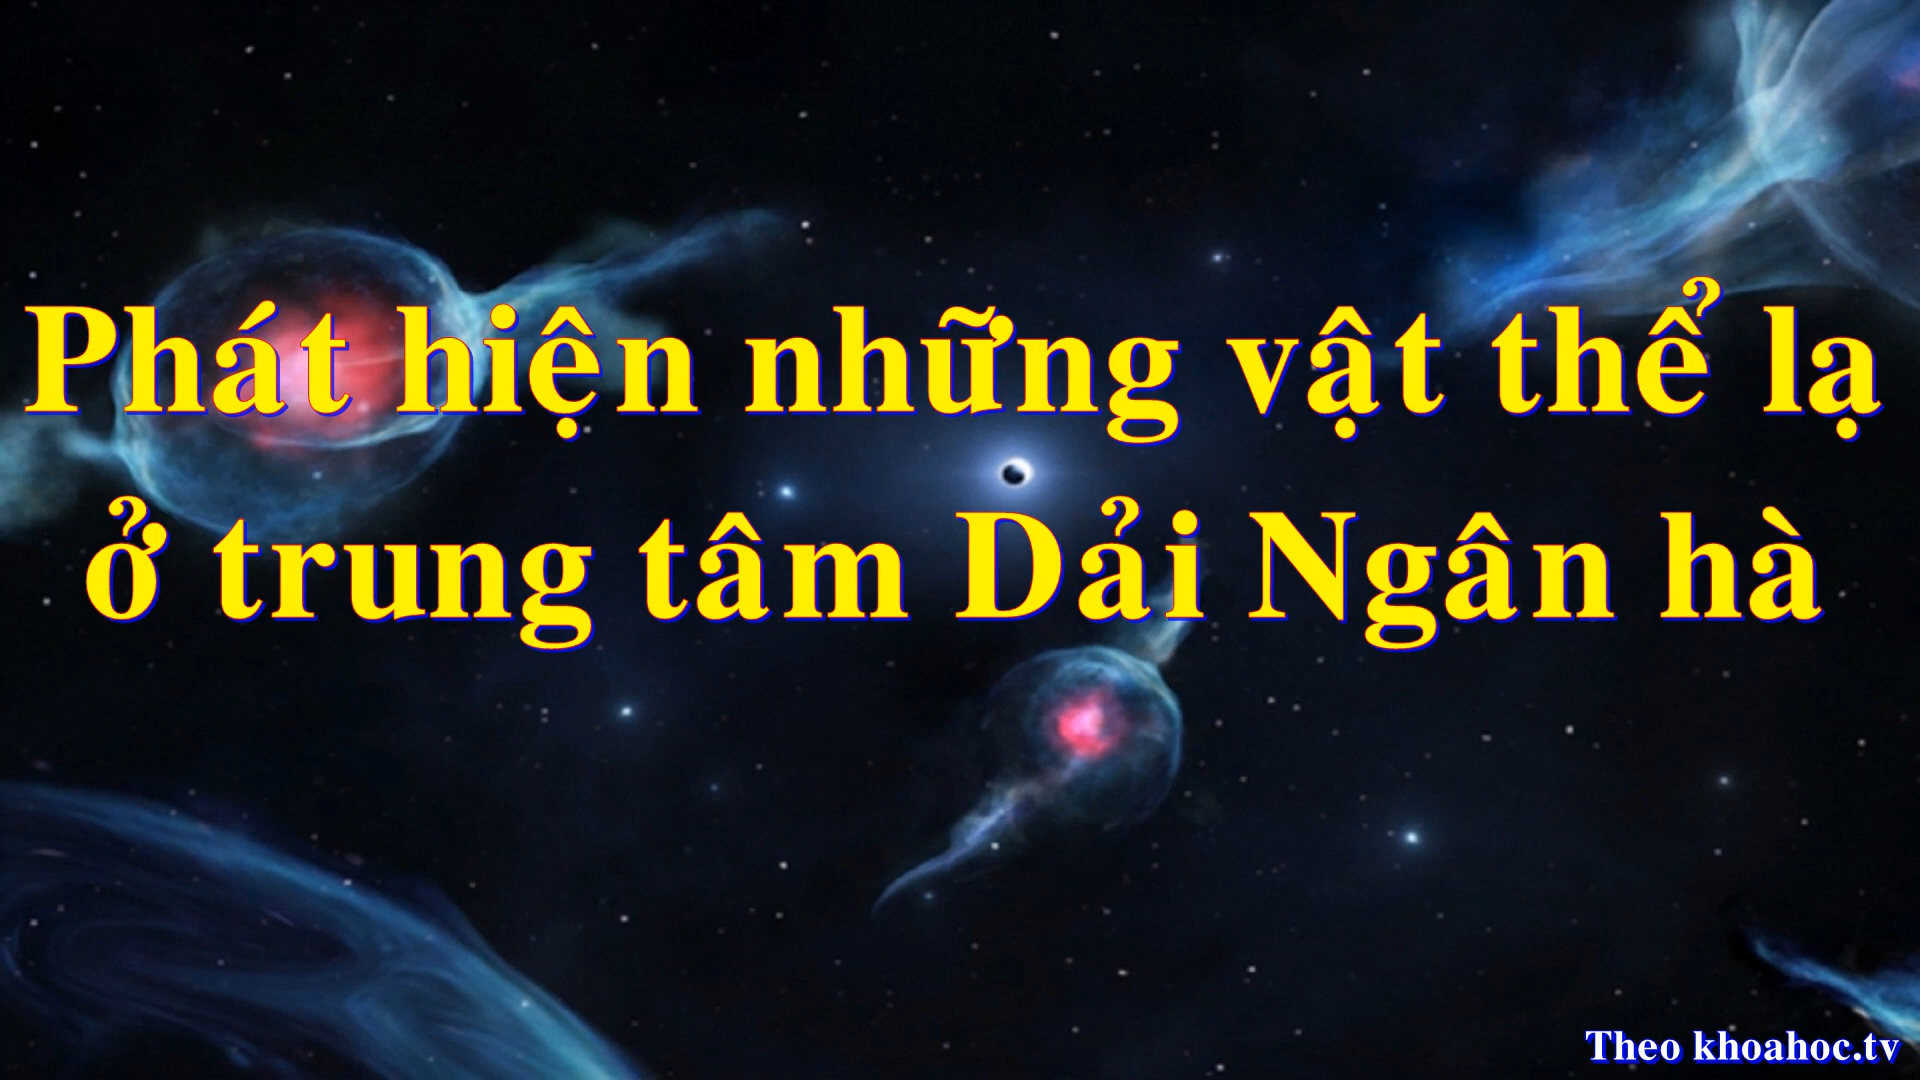 Phát hiện những vật thể lạ
ở trung tâm Dải Ngân hà
Theo khoahoc.tv